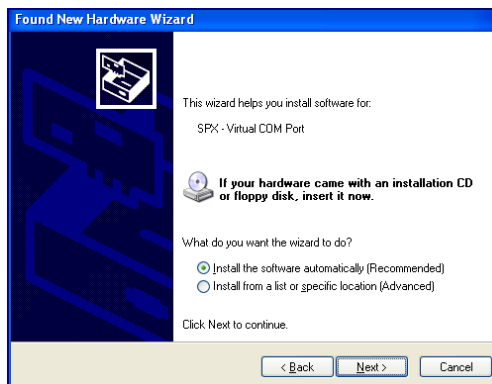 Found New Hardware Wizard
This wizard helps you install software for:
SPX - Virtual COM Port
If your hardware came with an installation CD
or floppy disk, insert it now.
What do you want the wizard to do?
Install the software automatically (Recommended)
Install from a list or specific location (Advanced)
Click Next to continue.
< Back Next > Cancel